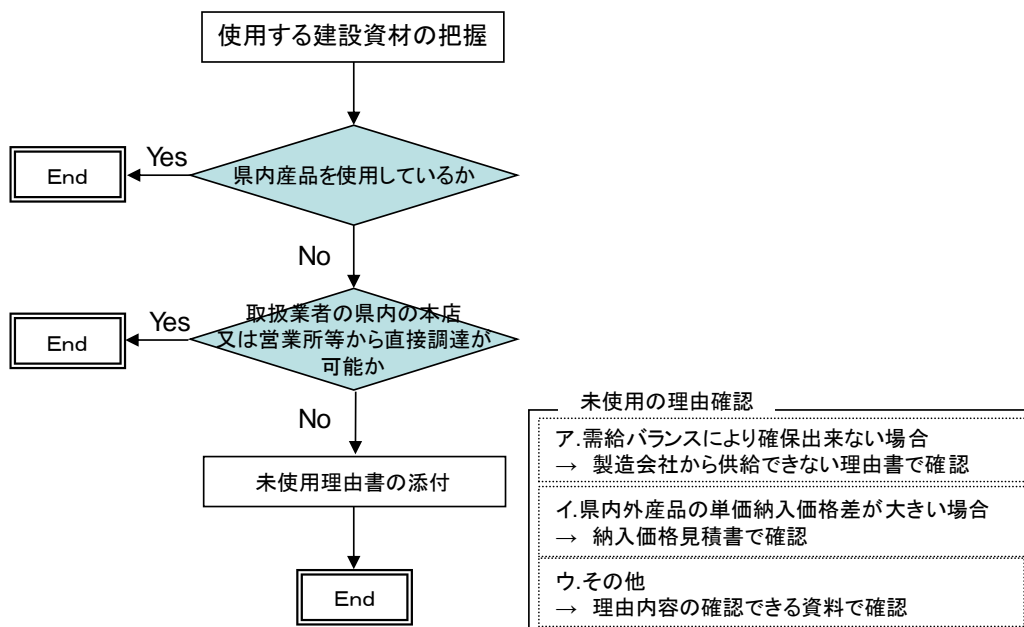 使用する建設資材の把握
県内産品を使用しているか
Yes
End
No
取扱業者の県内の本店
又は営業所等から直接調達が
可能か
Yes
End
No
未使用理由書の添付
End
未使用の理由確認
ア.需給バランスにより確保出来ない場合
→ 製造会社から供給できない理由書で確認
イ.県内外産品の単価納入価格差が大きい場合
→ 納入価格見積書で確認
ウ.その他
→ 理由内容の確認できる資料で確認